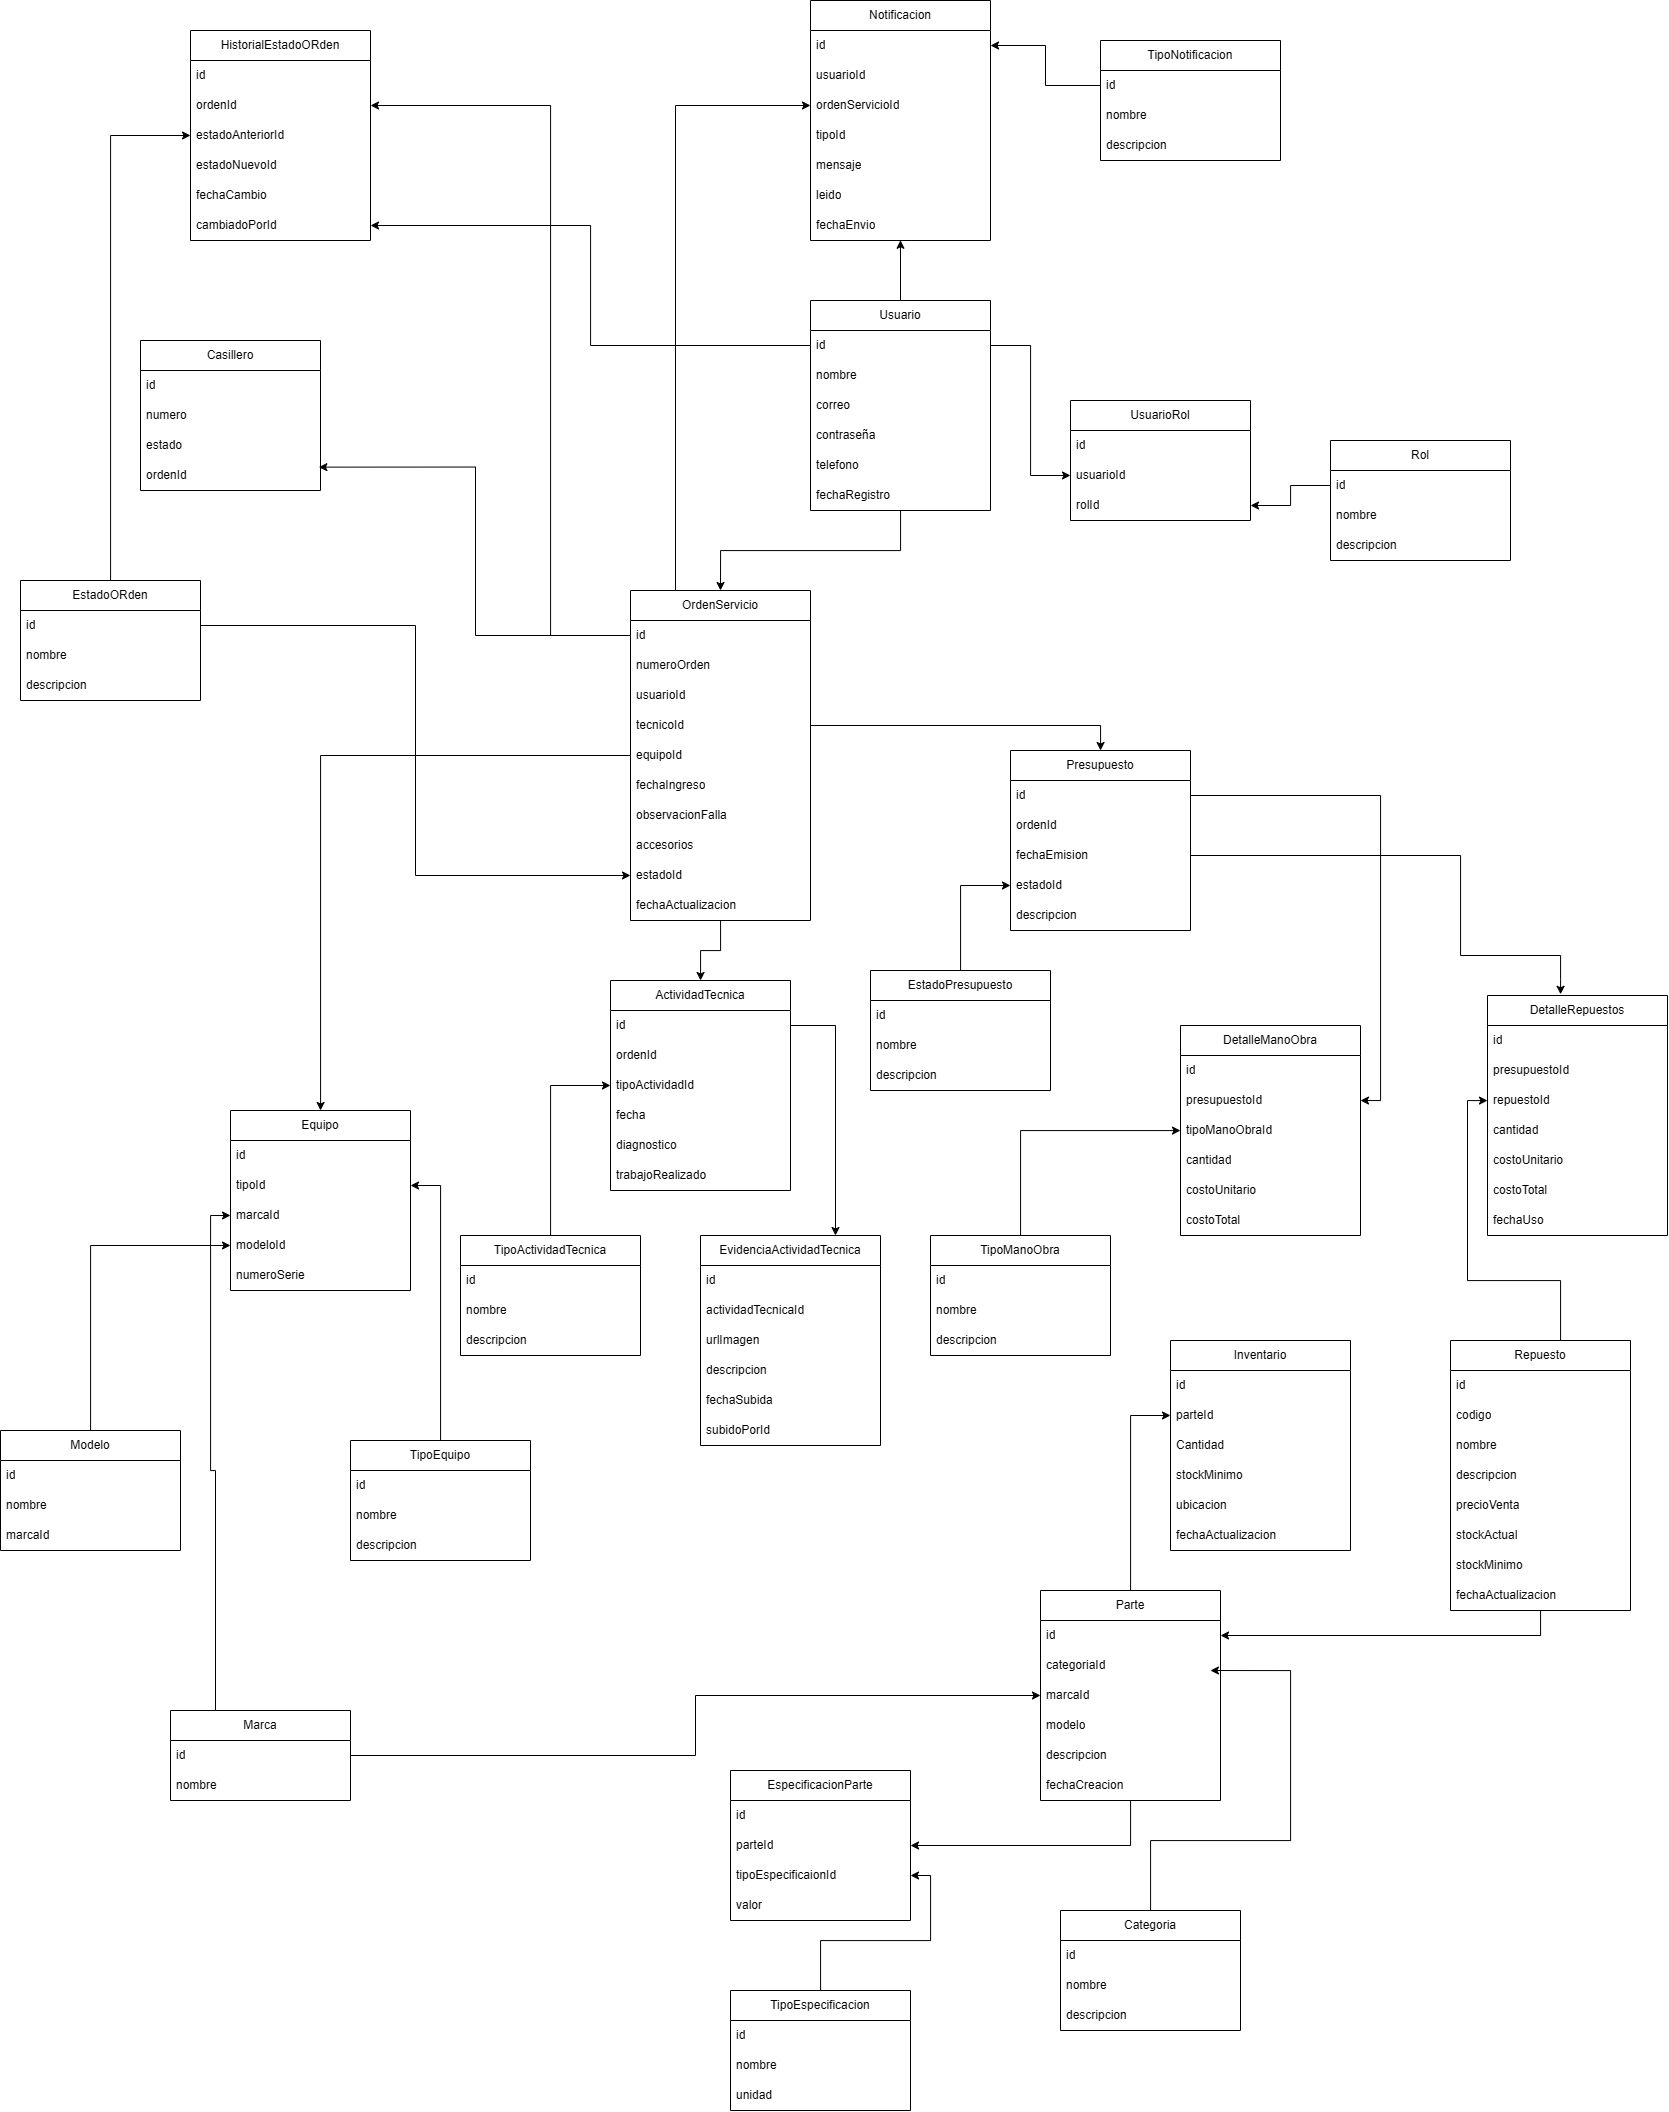 Notificacion
id
usuarioId
ordenServicioId
tipoId
mensaje
leido
fechaEnvio
HistorialEstadoORden
id
ordenId
estadoAnteriorId
estadoNuevoId
fechaCambio
cambiadoPorId
TipoNotificacion
id
nombre
descripcion
Usuario
id
nombre
correo
contraseña
telefono
fechaRegistro
Casillero
id
numero
estado
ordenId
UsuarioRol
id
usuarioId
rolId
Rol
id
nombre
descripcion
EstadoORden
id
nombre
descripcion
OrdenServicio
id
numeroOrden
usuarioId
tecnicoId
equipoId
fechaIngreso
observacionFalla
accesorios
estadoId
fechaActualizacion
Presupuesto
id
ordenId
fechaEmision
estadoId
descripcion
ActividadTecnica
id
ordenId
tipoActividadId
fecha
diagnostico
trabajoRealizado
EstadoPresupuesto
id
nombre
descripcion
DetalleManoObra
id
presupuestoId
tipoManoObraId
cantidad
costoUnitario
costoTotal
DetalleRepuestos
id
presupuestoId
repuestoId
cantidad
costoUnitario
costoTotal
fechaUso
Equipo
id
tipoId
marcaId
modeloId
numeroSerie
TipoActividadTecnica
id
nombre
descripcion
EvidenciaActividadTecnica
id
actividadTecnicaId
urlImagen
descripcion
fechaSubida
subidoPorId
TipoManoObra
id
nombre
descripcion
Inventario
id
parteId
Cantidad
stockMinimo
ubicacion
fechaActualizacion
Repuesto
id
codigo
nombre
descripcion
precioVenta
stockActual
stockMinimo
fechaActualizacion
Modelo
id
nombre
marcaId
TipoEquipo
id
nombre
descripcion
Parte
id
categoriaId
marcaId
modelo
descripcion
fechaCreacion
Marca
id
nombre
EspecificacionParte
id
parteId
tipoEspecificaionId
valor
Categoria
id
nombre
descripcion
TipoEspecificacion
id
nombre
unidad